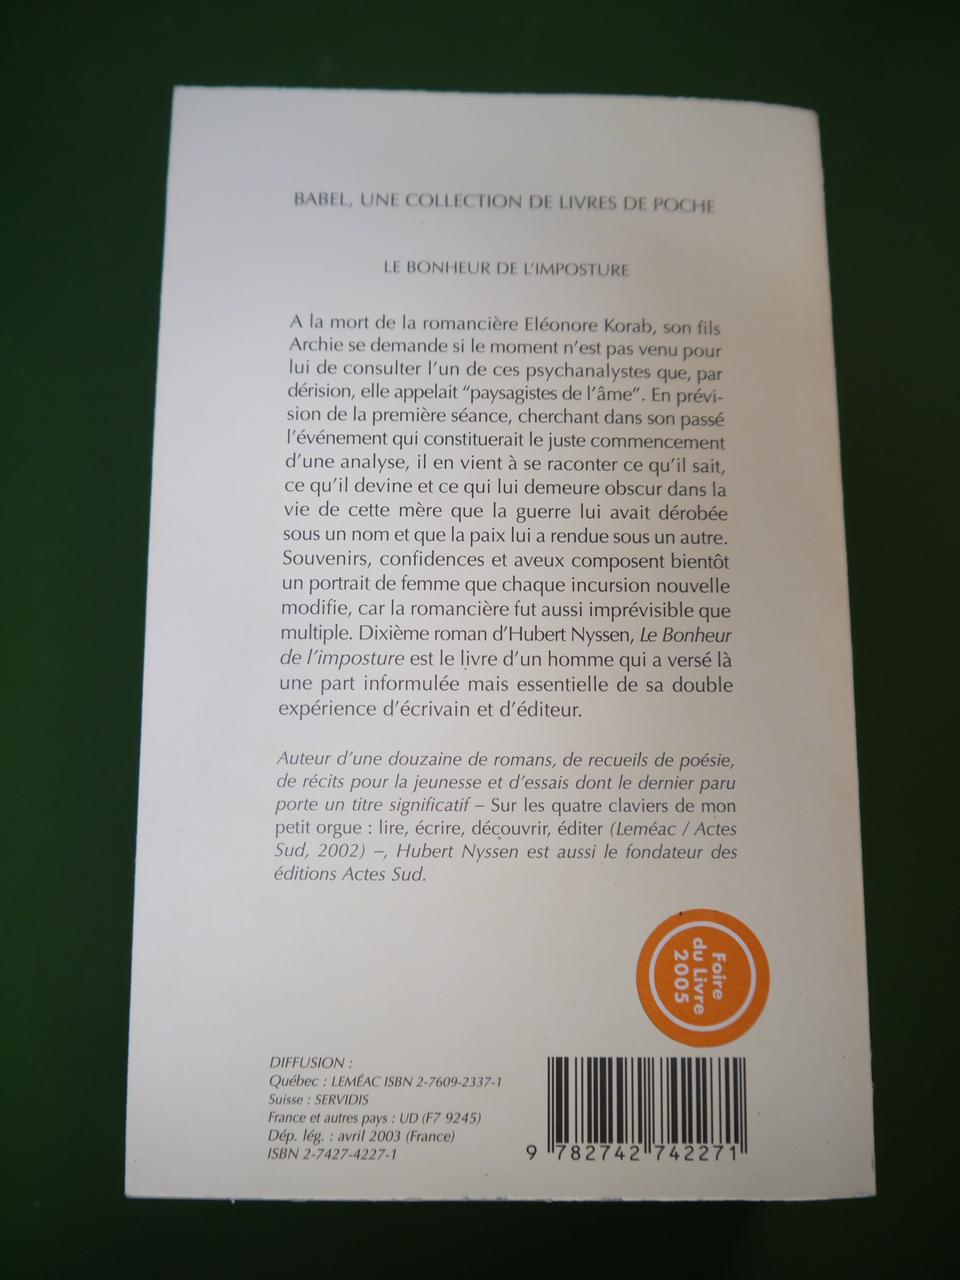 BABEL, UNE COLLECTION DE LIVRES DE POCHE
LE BONHEUR DE L'IMPOSTURE
A la mort de la romancière Eléonore Korab, son fils
Archie se demande si le moment n'est pas venu pour
lui de consulter l'un de ces psychanalystes que, par
dérision, elle appelait "paysagistes de l'âme". En prévi-
sion de la première séance, cherchant dans son passé
l'événement qui constituerait le juste commencement
d'une analyse, il en vient à se raconter ce qu'il sait,
ce qu'il devine et ce qui lui demeure obscur dans la
vie de cette mère que la guerre lui avait dérobée
sous un nom et que la paix lui a rendue sous un autre.
Souvenirs, confidences et aveux composent bientôt
un portrait de femme que chaque incursion nouvelle
modifie, car la romancière fut aussi imprévisible que
multiple. Dixième roman d'Hubert Nyssen, Le Bonheur
de l'imposture est le livre d'un homme qui a versé là
une part informulée mais essentielle de sa double
expérience d'écrivain et d'éditeur.
Auteur d'une douzaine de romans, de recueils de poésie,
de récits pour la jeunesse et d'essais dont le dernier paru
porte un titre significatif – Sur les quatre claviers de mon
petit orgue : lire, écrire, découvrir, éditer (Leméac / Actes
Sud, 2002) –, Hubert Nyssen est aussi le fondateur des
éditions Actes Sud.
Foire
du Livre
2005
DIFFUSION :
Québec : LEMÉAC ISBN 2-7609-2337-1
Suisse : SERVIDIS
France et autres pays : UD (F7 9245)
Dép. lég. : avril 2003 (France)
ISBN 2-7427-4227-1
9 782742 742271